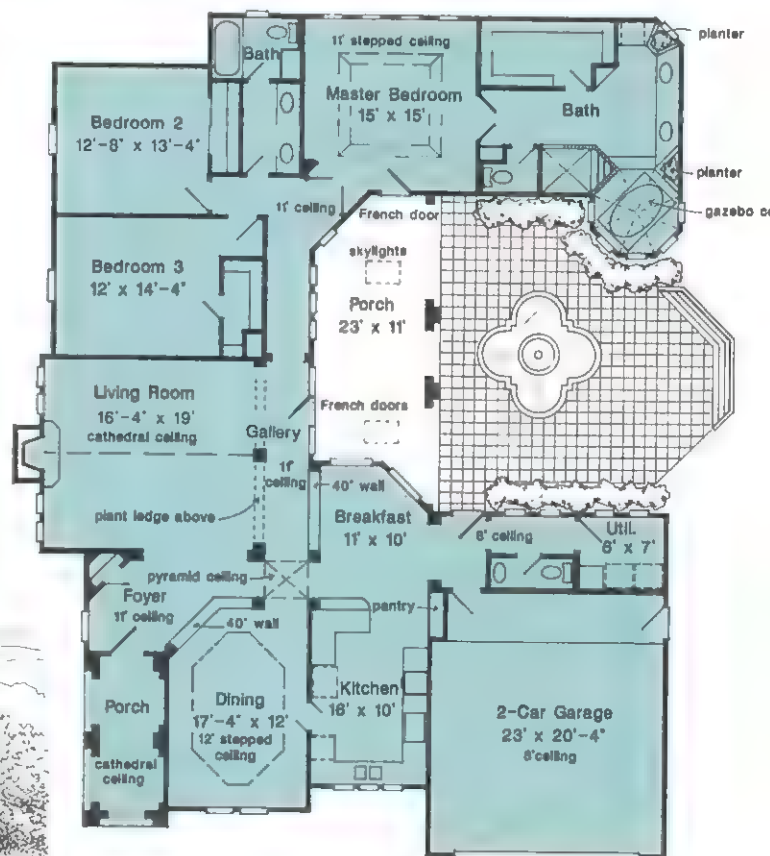 planter
11' stepped ceiling
Bath
Master Bedroom
15' x 15'
Bath
Bedroom 2
12'-8" x 13'-4"
planter
gazebo
11' ceiling
French door
skylights
Bedroom 3
12' x 14'-4"
Porch
23' x 11'
Living Room
16'-4" x 19'
cathedral ceiling
French doors
Gallery
11'
ceiling
40" wall
plant ledge above
Breakfast
11' x 10'
8' ceiling
Util.
6' x 7'
pyramid ceiling
Foyer
11' ceiling
pantry
40" wall
Porch
Dining
17'-4" x 12'
12' stepped
ceiling
Kitchen
16' x 10'
2-Car Garage
23' x 20'-4"
8'ceiling
cathedral
ceiling